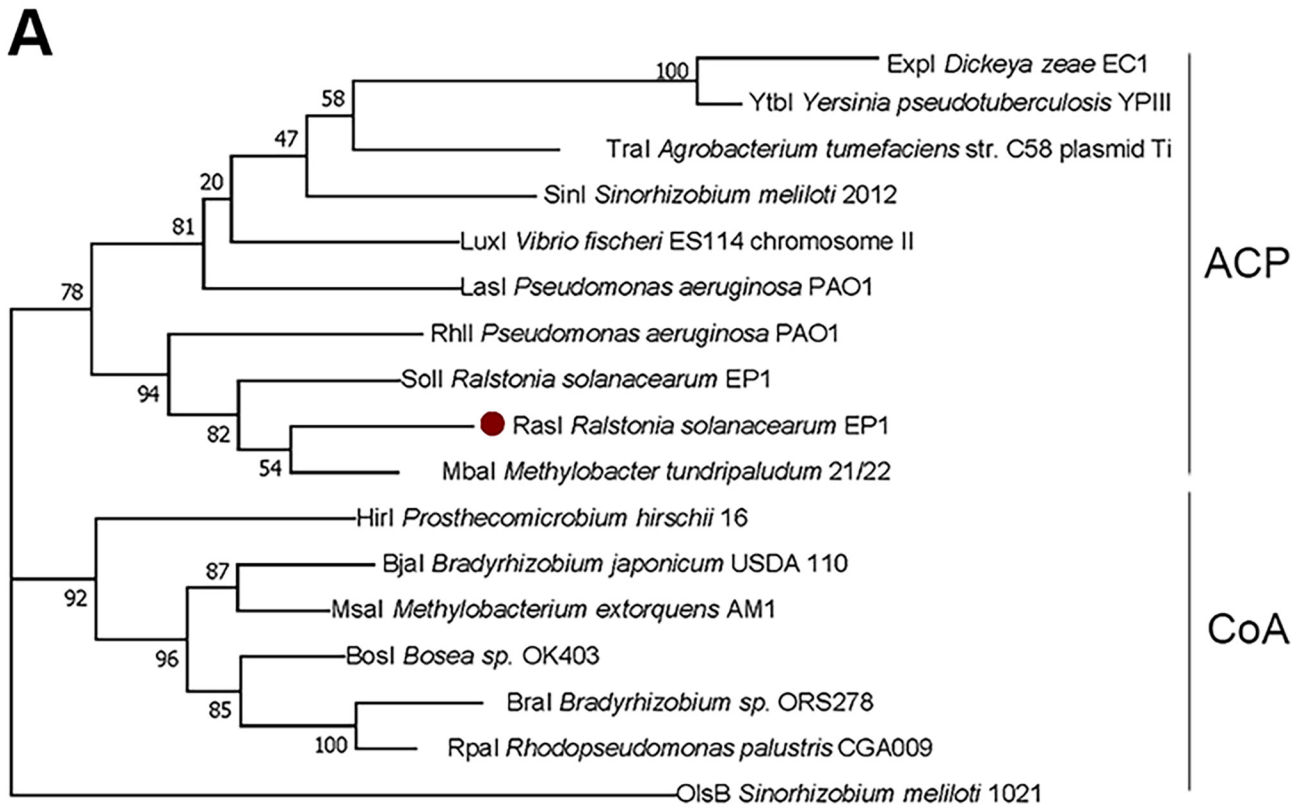 A
100
ExpI Dickeya zeae EC1
YtbI Yersinia pseudotuberculosis YPIII
58
TraI Agrobacterium tumefaciens str. C58 plasmid Ti
47
SinI Sinorhizobium meliloti 2012
20
LuxI Vibrio fischeri ES114 chromosome II
81
LasI Pseudomonas aeruginosa PAO1
ACP
78
RhlI Pseudomonas aeruginosa PAO1
94
SolI Ralstonia solanacearum EP1
82
RasI Ralstonia solanacearum EP1
54
MbaI Methylobacter tundripaludum 21/22
HirI Prosthecomicrobium hirschii 16
92
87
BjaI Bradyrhizobium japonicum USDA 110
MsaI Methylobacterium extorquens AM1
CoA
96
BosI Bosea sp. OK403
85
BraI Bradyrhizobium sp. ORS278
100
RpaI Rhodopseudomonas palustris CGA009
OlsB Sinorhizobium meliloti 1021